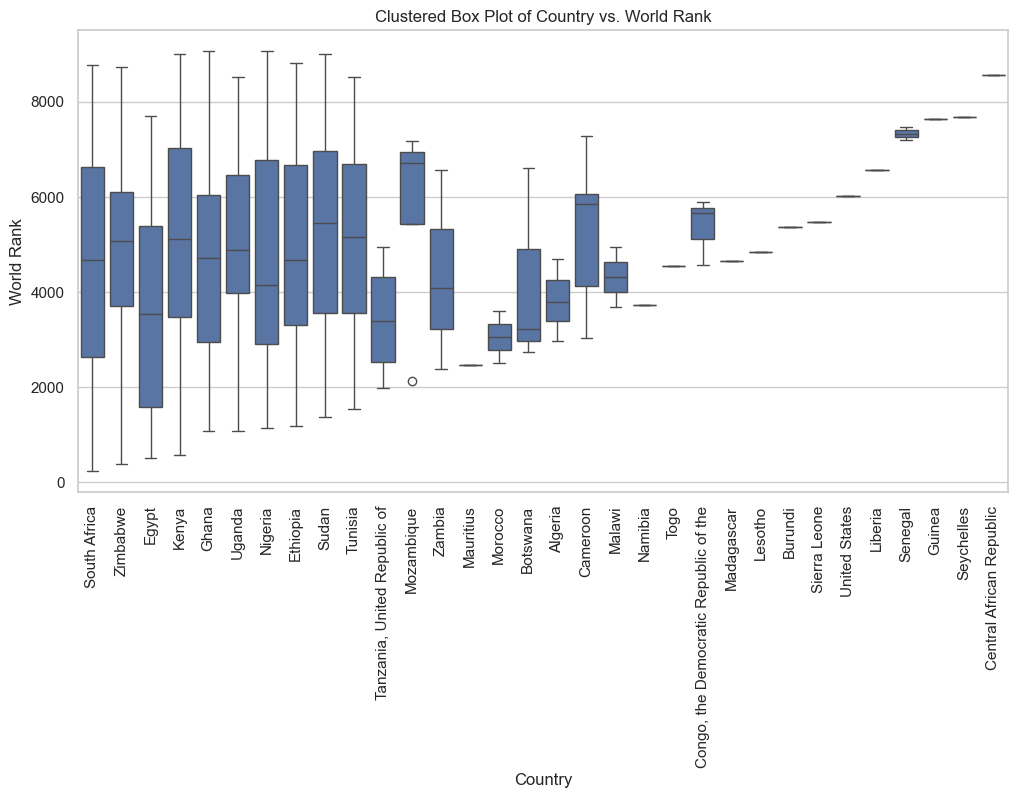 Clustered Box Plot of Country vs. World Rank
World Rank
8000
6000
4000
2000
0
South Africa
Zimbabwe
Egypt
Kenya
Ghana
Uganda
Nigeria
Ethiopia
Sudan
Tunisia
Tanzania, United Republic of
Mozambique
Zambia
Mauritius
Morocco
Botswana
Algeria
Cameroon
Malawi
Namibia
Togo
Congo, the Democratic Republic of the
Madagascar
Lesotho
Burundi
Sierra Leone
United States
Liberia
Senegal
Guinea
Seychelles
Central African Republic
Country